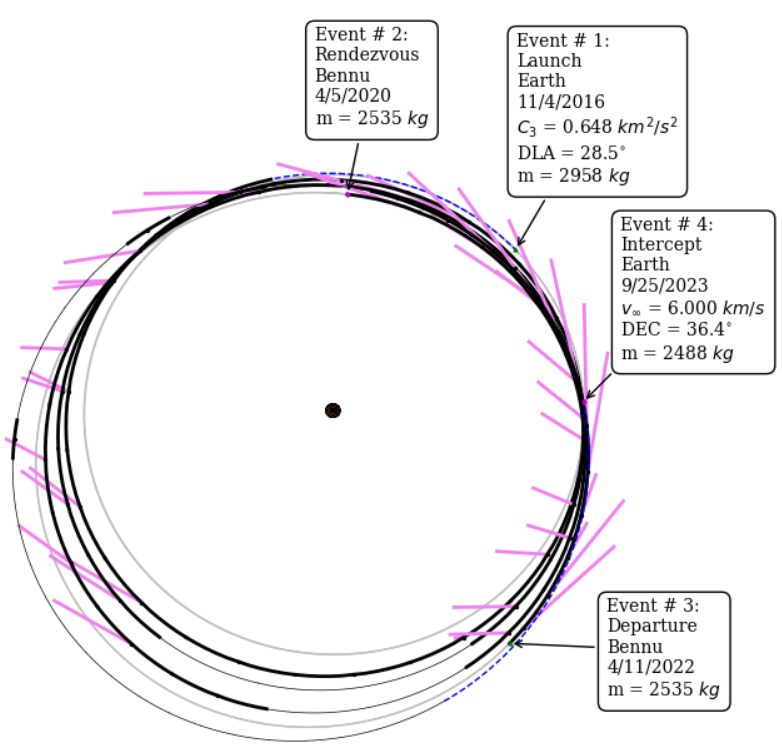 Event # 2:
Rendezvous
Bennu
4/5/2020
m = 2535 kg
Event # 1:
Launch
Earth
11/4/2016
C₃ = 0.648 km²/s²
DLA = 28.5°
m = 2958 kg
Event # 4:
Intercept
Earth
9/25/2023
v∞ = 6.000 km/s
DEC = 36.4°
m = 2488 kg
Event # 3:
Departure
Bennu
4/11/2022
m = 2535 kg